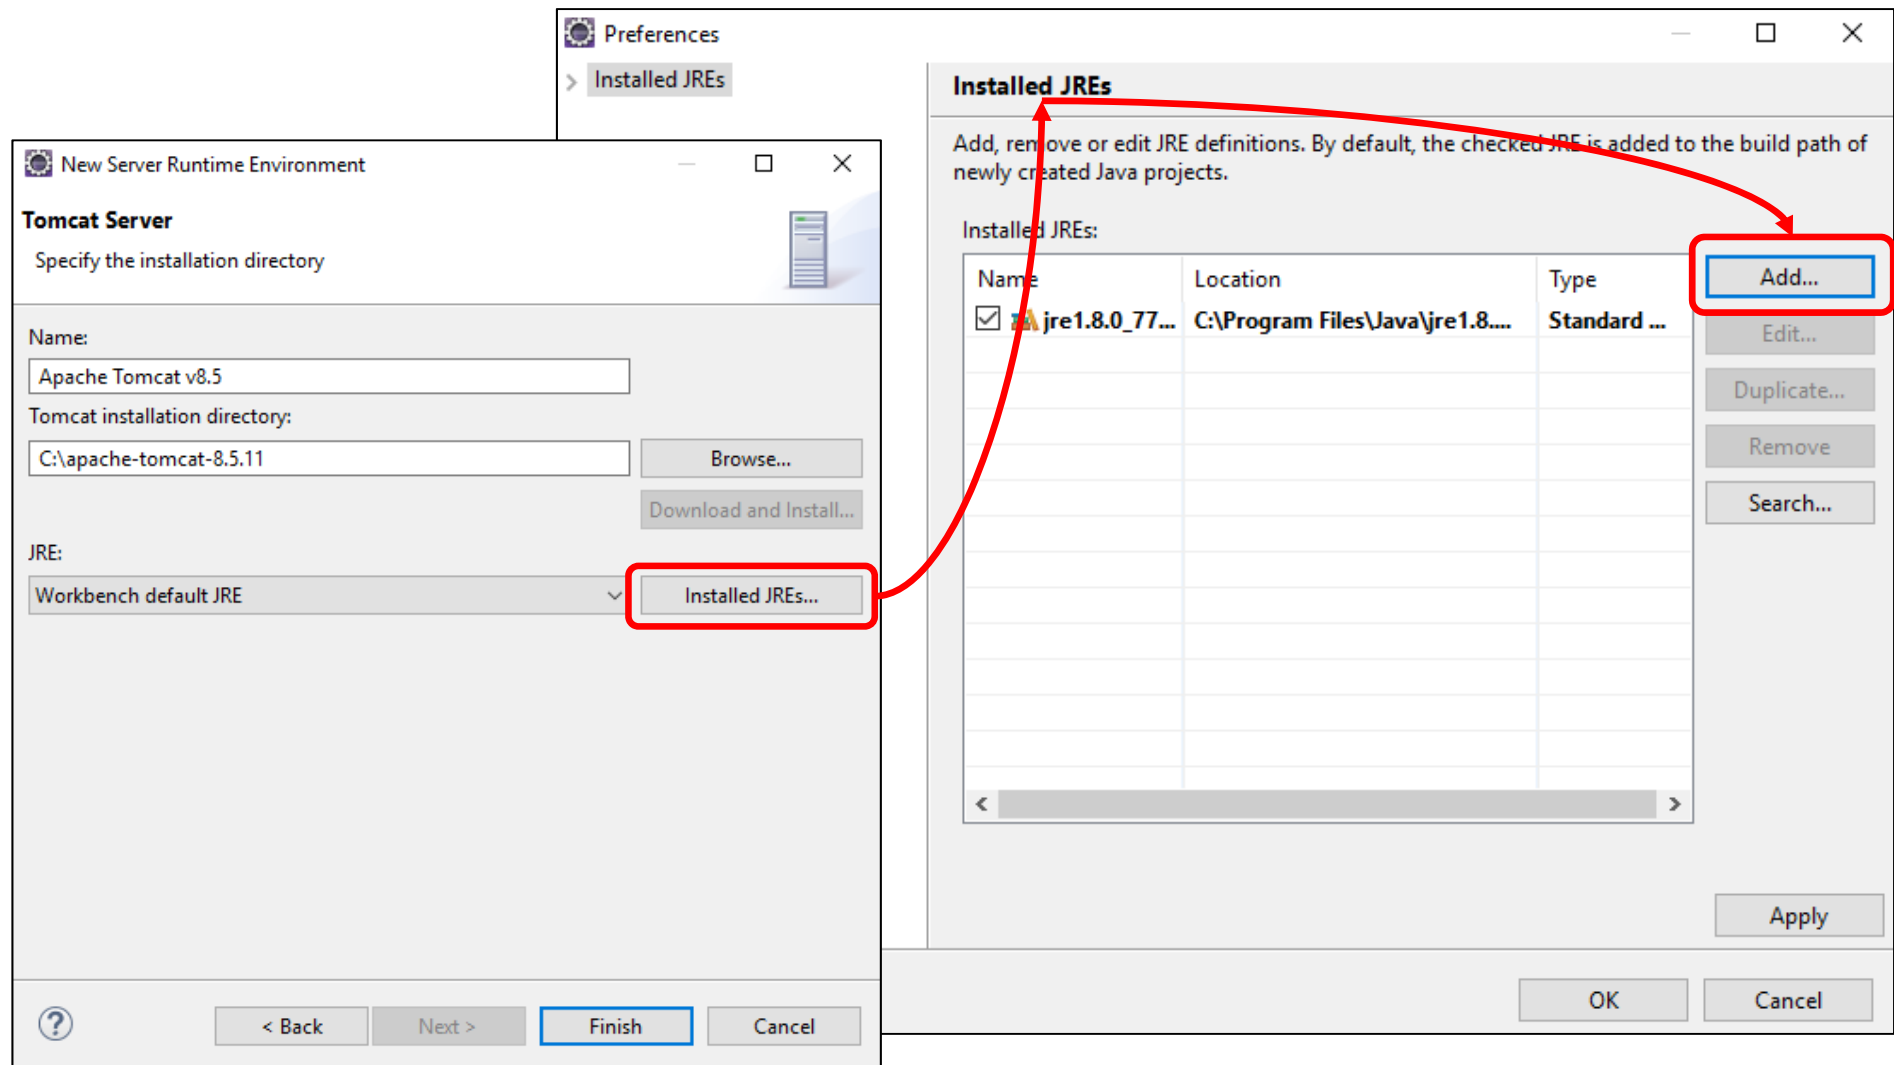 Preferences
Installed JREs
Installed JREs
Add, remove or edit JRE definitions. By default, the checked JRE is added to the build path of
newly created Java projects.
Installed JREs:
Name Location Type
jre1.8.0_77... C:\Program Files\Java\jre1.8.... Standard ...
Add...
Edit...
Duplicate...
Remove
Search...
Apply
OK Cancel
New Server Runtime Environment
Tomcat Server
Specify the installation directory
Name:
Apache Tomcat v8.5
Tomcat installation directory:
C:\apache-tomcat-8.5.11 Browse...
Download and Install...
JRE:
Workbench default JRE Installed JREs...
? < Back Next > Finish Cancel